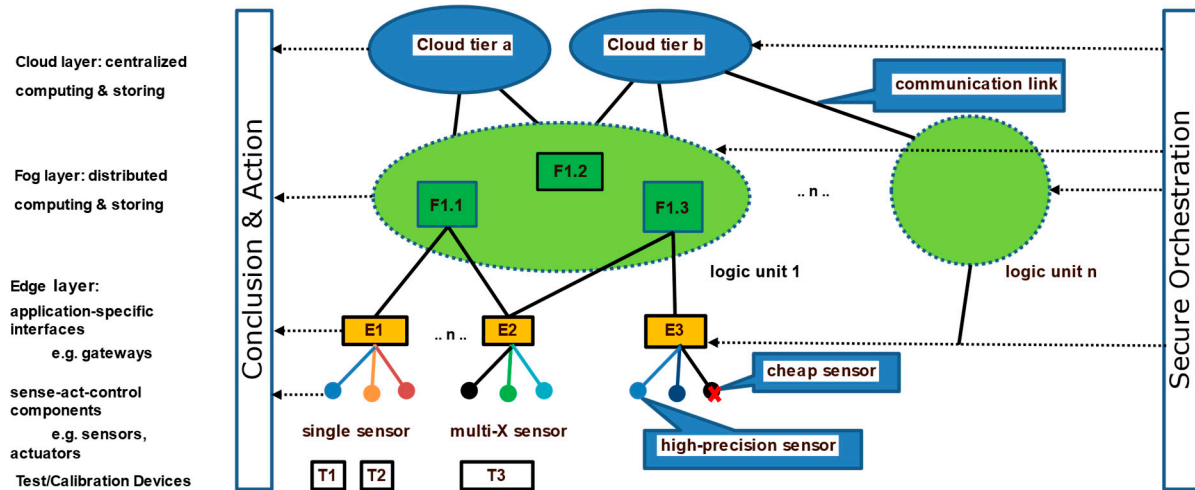 Cloud tier a
Cloud tier b
Cloud layer: centralized
computing & storing
communication link
Conclusion & Action
Secure Orchestration
F1.2
Fog layer: distributed
computing & storing
F1.1
F1.3
.. n ..
logic unit 1
logic unit n
Edge layer:
application-specific
interfaces
e.g. gateways
E1
.. n ..
E2
E3
cheap sensor
sense-act-control
components
e.g. sensors,
actuators
single sensor
multi-X sensor
high-precision sensor
Test/Calibration Devices
T1
T2
T3